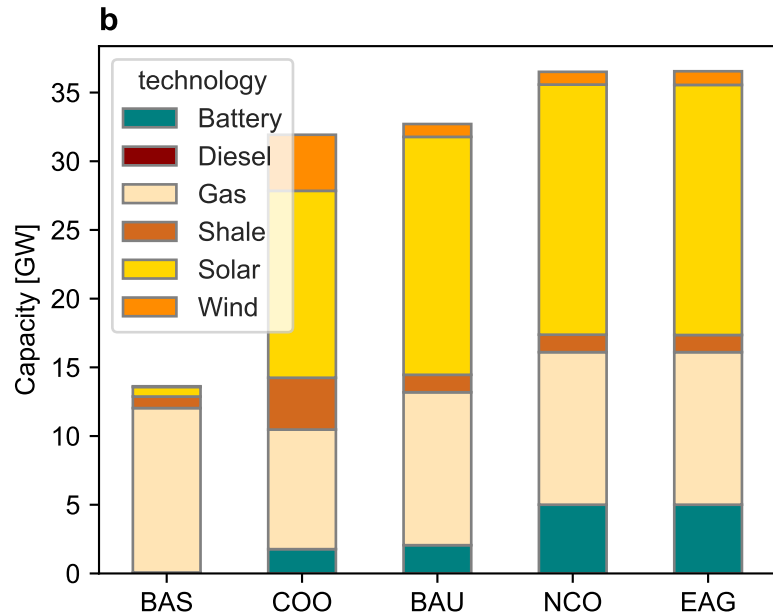 b
technology
Battery
Diesel
Gas
Shale
Solar
Wind
Capacity [GW]
35
30
25
20
15
10
5
0
BAS COO BAU NCO EAG